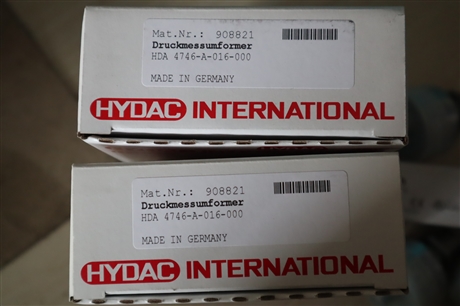 Mat.Nr.: 908821
Druckmessumformer
HDA 4746-A-016-000
MADE IN GERMANY
HYDAC INTERNATIONAL
Mat.Nr.: 908821
Druckmessumformer
HDA 4746-A-016-000
MADE IN GERMANY
HYDAC INTERNATIONAL